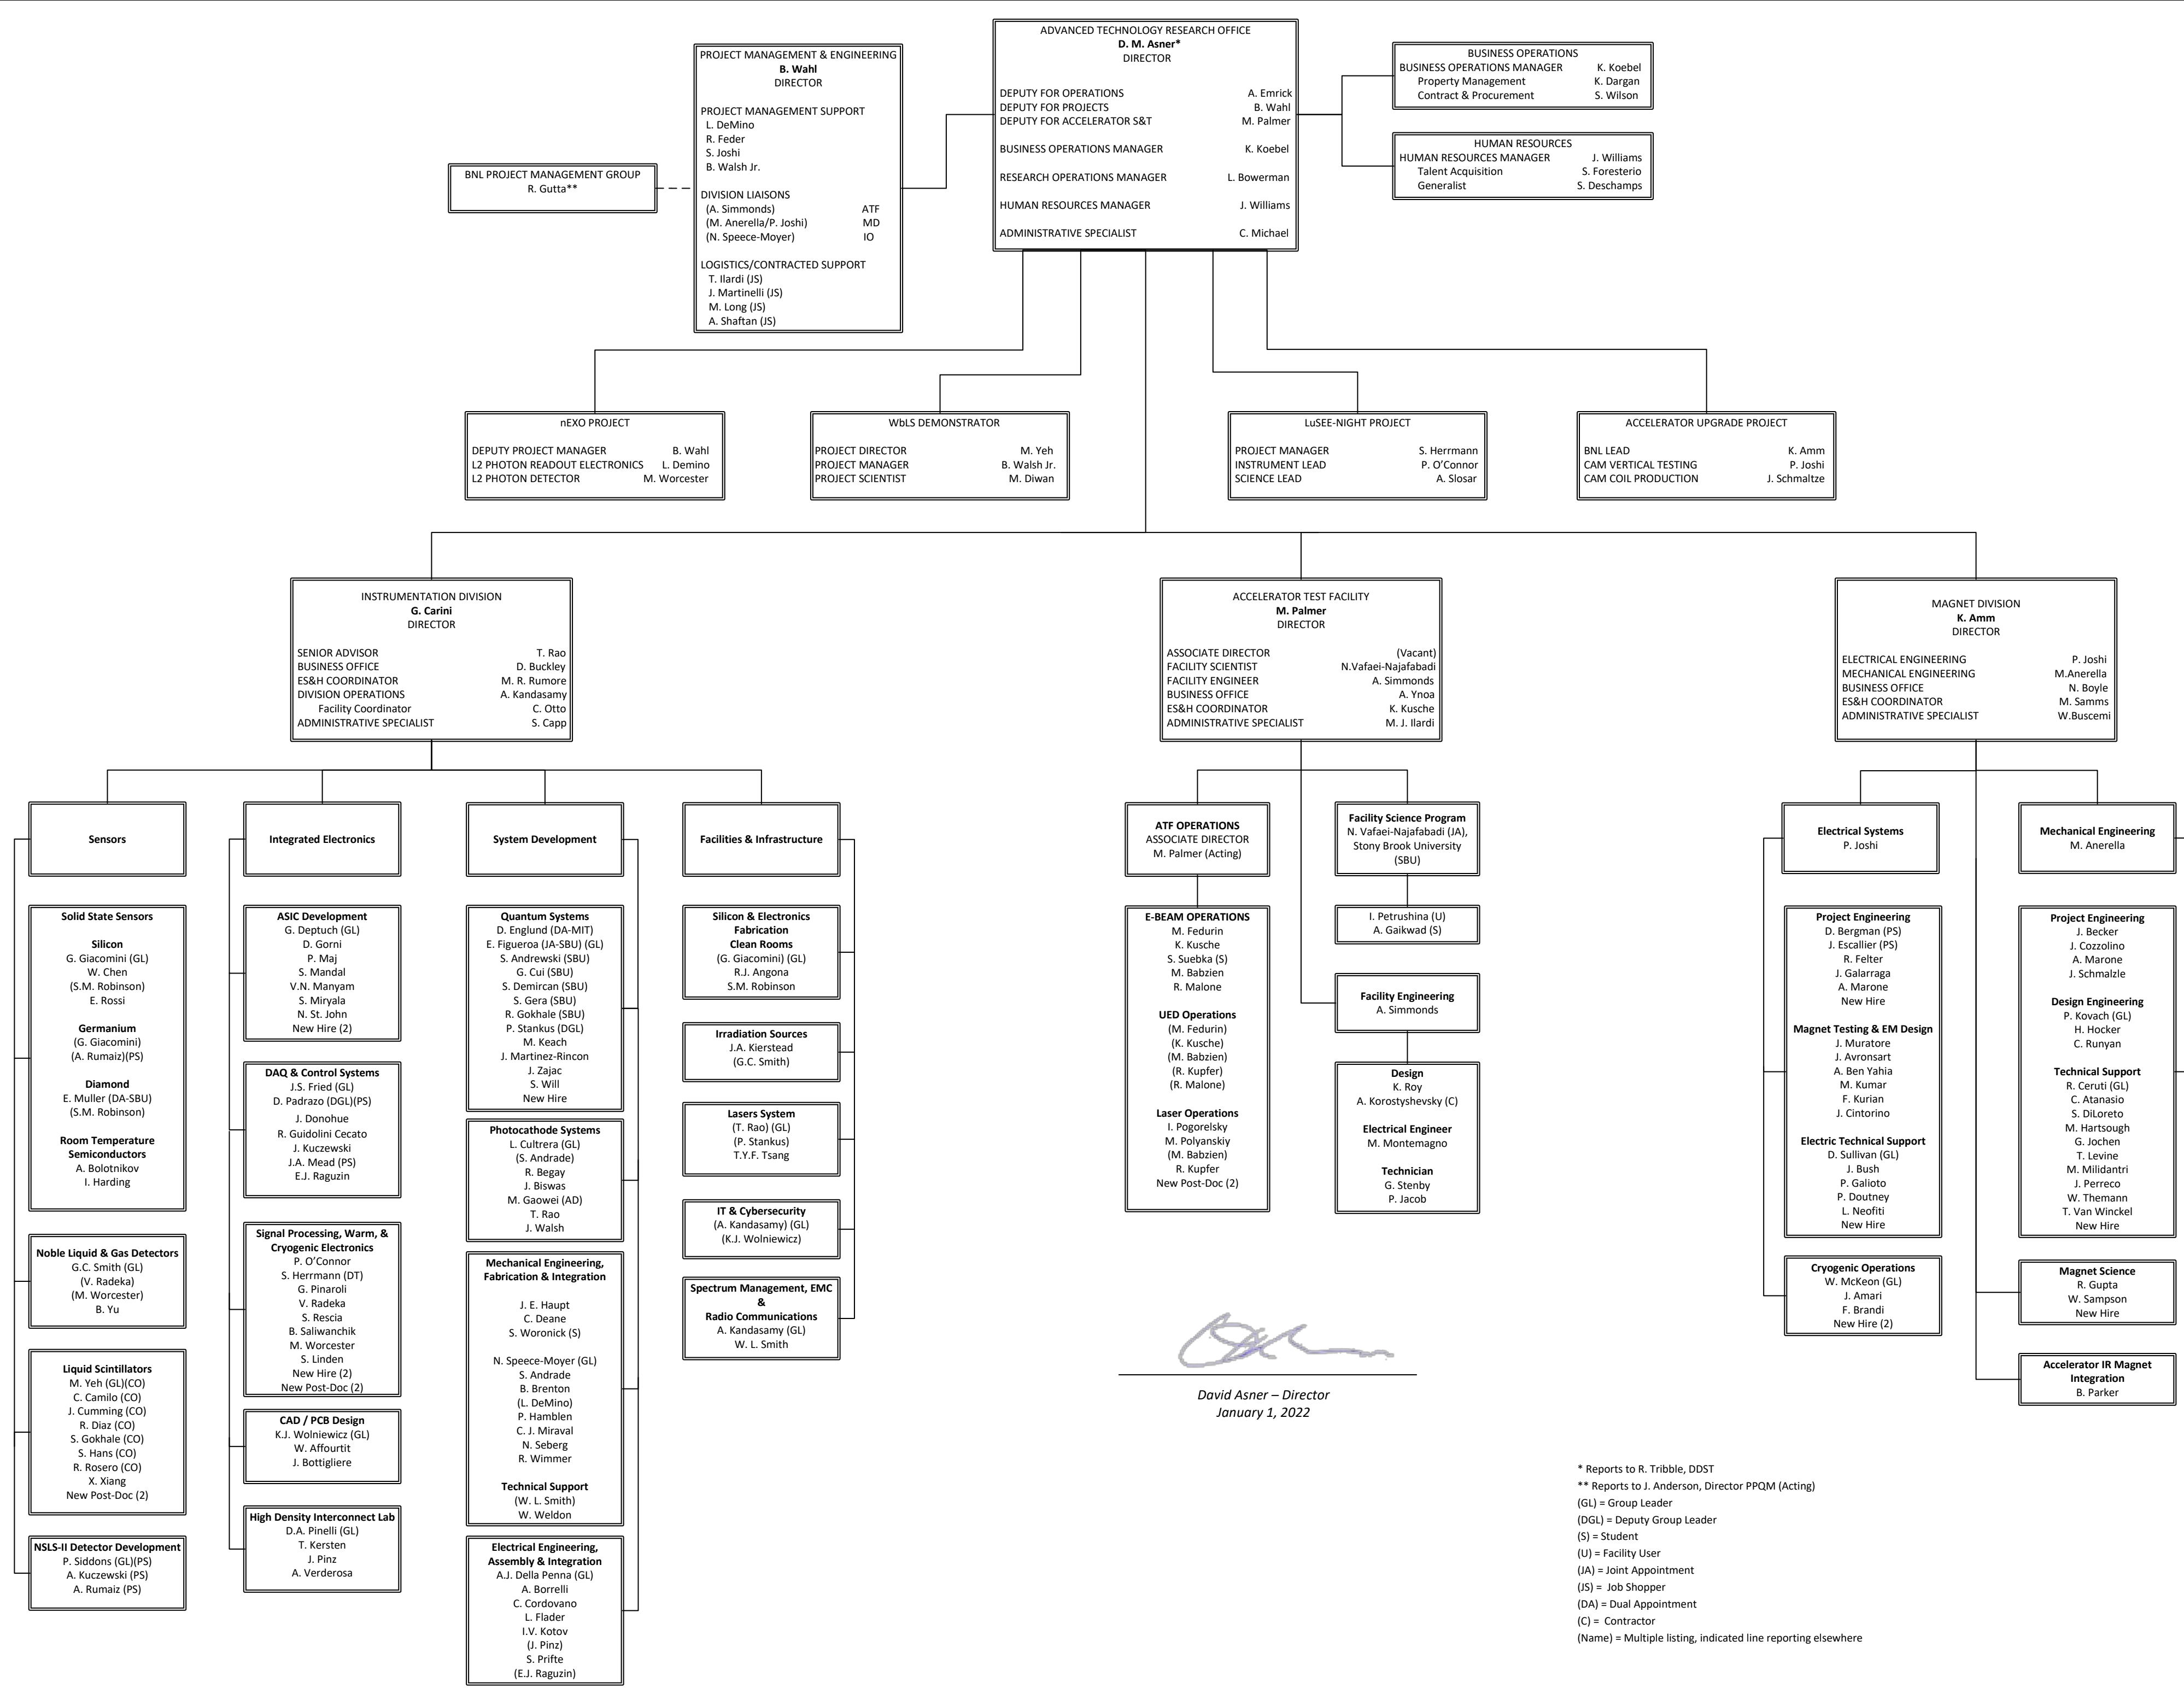 ADVANCED TECHNOLOGY RESEARCH OFFICE
D. M. Asner*
DIRECTOR
DEPUTY FOR OPERATIONS A. Emrick
DEPUTY FOR PROJECTS B. Wahl
DEPUTY FOR ACCELERATOR S&T M. Palmer
BUSINESS OPERATIONS MANAGER K. Koebel
RESEARCH OPERATIONS MANAGER L. Bowerman
HUMAN RESOURCES MANAGER J. Williams
ADMINISTRATIVE SPECIALIST C. Michael
PROJECT MANAGEMENT & ENGINEERING
B. Wahl
DIRECTOR
PROJECT MANAGEMENT SUPPORT
L. DeMino
R. Feder
S. Joshi
B. Walsh Jr.
DIVISION LIAISONS
(A. Simmonds) ATF
(M. Anerella/P. Joshi) MD
(N. Speece-Moyer) IO
LOGISTICS/CONTRACTED SUPPORT
T. Ilardi (JS)
J. Martinelli (JS)
M. Long (JS)
A. Shaftan (JS)
BNL PROJECT MANAGEMENT GROUP
R. Gutta**
BUSINESS OPERATIONS
BUSINESS OPERATIONS MANAGER K. Koebel
Property Management K. Dargan
Contract & Procurement S. Wilson
HUMAN RESOURCES
HUMAN RESOURCES MANAGER J. Williams
Talent Acquisition S. Foresterio
Generalist S. Deschamps
nEXO PROJECT
DEPUTY PROJECT MANAGER B. Wahl
L2 PHOTON READOUT ELECTRONICS L. Demino
L2 PHOTON DETECTOR M. Worcester
WbLS DEMONSTRATOR
PROJECT DIRECTOR M. Yeh
PROJECT MANAGER B. Walsh Jr.
PROJECT SCIENTIST M. Diwan
LuSEE-NIGHT PROJECT
PROJECT MANAGER S. Herrmann
INSTRUMENT LEAD P. O’Connor
SCIENCE LEAD A. Slosar
ACCELERATOR UPGRADE PROJECT
BNL LEAD K. Amm
CAM VERTICAL TESTING P. Joshi
CAM COIL PRODUCTION J. Schmaltze
INSTRUMENTATION DIVISION
G. Carini
DIRECTOR
SENIOR ADVISOR T. Rao
BUSINESS OFFICE D. Buckley
ES&H COORDINATOR M. R. Rumore
DIVISION OPERATIONS A. Kandasamy
Facility Coordinator C. Otto
ADMINISTRATIVE SPECIALIST S. Capp
ACCELERATOR TEST FACILITY
M. Palmer
DIRECTOR
ASSOCIATE DIRECTOR (Vacant)
FACILITY SCIENTIST N.Vafaei-Najafabadi
FACILITY ENGINEER A. Simmonds
BUSINESS OFFICE A. Ynoa
ES&H COORDINATOR K. Kusche
ADMINISTRATIVE SPECIALIST M. J. Ilardi
MAGNET DIVISION
K. Amm
DIRECTOR
ELECTRICAL ENGINEERING P. Joshi
MECHANICAL ENGINEERING M.Anerella
BUSINESS OFFICE N. Boyle
ES&H COORDINATOR M. Samms
ADMINISTRATIVE SPECIALIST W.Buscemi
Sensors
Solid State Sensors
Silicon
G. Giacomini (GL)
W. Chen
(S.M. Robinson)
E. Rossi
Germanium
(G. Giacomini)
(A. Rumaiz)(PS)
Diamond
E. Muller (DA-SBU)
(S.M. Robinson)
Room Temperature
Semiconductors
A. Bolotnikov
I. Harding
Noble Liquid & Gas Detectors
G.C. Smith (GL)
(V. Radeka)
(M. Worcester)
B. Yu
Liquid Scintillators
M. Yeh (GL)(CO)
C. Camilo (CO)
J. Cumming (CO)
R. Diaz (CO)
S. Gokhale (CO)
S. Hans (CO)
R. Rosero (CO)
X. Xiang
New Post-Doc (2)
NSLS-II Detector Development
P. Siddons (GL)(PS)
A. Kuczewski (PS)
A. Rumaiz (PS)
Integrated Electronics
ASIC Development
G. Deptuch (GL)
D. Gorni
P. Maj
S. Mandal
V.N. Manyam
S. Miryala
N. St. John
New Hire (2)
DAQ & Control Systems
J.S. Fried (GL)
D. Padrazo (DGL)(PS)
J. Donohue
R. Guidolini Cecato
J. Kuczewski
J.A. Mead (PS)
E.J. Raguzin
Signal Processing, Warm, &
Cryogenic Electronics
P. O’Connor
S. Herrmann (DT)
G. Pinaroli
V. Radeka
S. Rescia
B. Saliwanchik
M. Worcester
S. Linden
New Hire (2)
New Post-Doc (2)
CAD / PCB Design
K.J. Wolniewicz (GL)
W. Affourtit
J. Bottigliere
High Density Interconnect Lab
D.A. Pinelli (GL)
T. Kersten
J. Pinz
A. Verderosa
System Development
Quantum Systems
D. Englund (DA-MIT)
E. Figueroa (JA-SBU) (GL)
S. Andrewski (SBU)
G. Cui (SBU)
S. Demircan (SBU)
S. Gera (SBU)
R. Gokhale (SBU)
P. Stankus (DGL)
M. Keach
J. Martinez-Rincon
J. Zajac
S. Will
New Hire
Photocathode Systems
L. Cultrera (GL)
(S. Andrade)
R. Begay
J. Biswas
M. Gaowei (AD)
T. Rao
J. Walsh
Mechanical Engineering,
Fabrication & Integration
J. E. Haupt
C. Deane
S. Woronick (S)
N. Speece-Moyer (GL)
S. Andrade
B. Brenton
(L. DeMino)
P. Hamblen
C. J. Miraval
N. Seberg
R. Wimmer
Technical Support
(W. L. Smith)
W. Weldon
Electrical Engineering,
Assembly & Integration
A.J. Della Penna (GL)
A. Borrelli
C. Cordovano
L. Flader
I.V. Kotov
(J. Pinz)
S. Prifte
(E.J. Raguzin)
Facilities & Infrastructure
Silicon & Electronics
Fabrication
Clean Rooms
(G. Giacomini) (GL)
R.J. Angona
S.M. Robinson
Irradiation Sources
J.A. Kierstead
(G.C. Smith)
Lasers System
(T. Rao) (GL)
(P. Stankus)
T.Y.F. Tsang
IT & Cybersecurity
(A. Kandasamy) (GL)
(K.J. Wolniewicz)
Spectrum Management, EMC
&
Radio Communications
A. Kandasamy (GL)
W. L. Smith
ATF OPERATIONS
ASSOCIATE DIRECTOR
M. Palmer (Acting)
E-BEAM OPERATIONS
M. Fedurin
K. Kusche
S. Suebka (S)
M. Babzien
R. Malone
UED Operations
(M. Fedurin)
(K. Kusche)
(M. Babzien)
(R. Kupfer)
(R. Malone)
Laser Operations
I. Pogorelsky
M. Polyanskiy
(M. Babzien)
R. Kupfer
New Post-Doc (2)
Facility Science Program
N. Vafaei-Najafabadi (JA),
Stony Brook University
(SBU)
I. Petrushina (U)
A. Gaikwad (S)
Facility Engineering
A. Simmonds
Design
K. Roy
A. Korostyshevsky (C)
Electrical Engineer
M. Montemagno
Technician
G. Stenby
P. Jacob
Electrical Systems
P. Joshi
Project Engineering
D. Bergman (PS)
J. Escallier (PS)
R. Felter
J. Galarraga
A. Marone
New Hire
Magnet Testing & EM Design
J. Muratore
J. Avronsart
A. Ben Yahia
M. Kumar
F. Kurian
J. Cintorino
Electric Technical Support
D. Sullivan (GL)
J. Bush
P. Galioto
P. Doutney
L. Neofiti
New Hire
Cryogenic Operations
W. McKeon (GL)
J. Amari
F. Brandi
New Hire (2)
Mechanical Engineering
M. Anerella
Project Engineering
J. Becker
J. Cozzolino
A. Marone
J. Schmalzle
Design Engineering
P. Kovach (GL)
H. Hocker
C. Runyan
Technical Support
R. Ceruti (GL)
C. Atanasio
S. DiLoreto
M. Hartsough
G. Jochen
T. Levine
M. Milidantri
J. Perreco
W. Themann
T. Van Winckel
New Hire
Magnet Science
R. Gupta
W. Sampson
New Hire
Accelerator IR Magnet
Integration
B. Parker
David Asner – Director
January 1, 2022
* Reports to R. Tribble, DDST
** Reports to J. Anderson, Director PPQM (Acting)
(GL) = Group Leader
(DGL) = Deputy Group Leader
(S) = Student
(U) = Facility User
(JA) = Joint Appointment
(JS) = Job Shopper
(DA) = Dual Appointment
(C) = Contractor
(Name) = Multiple listing, indicated line reporting elsewhere